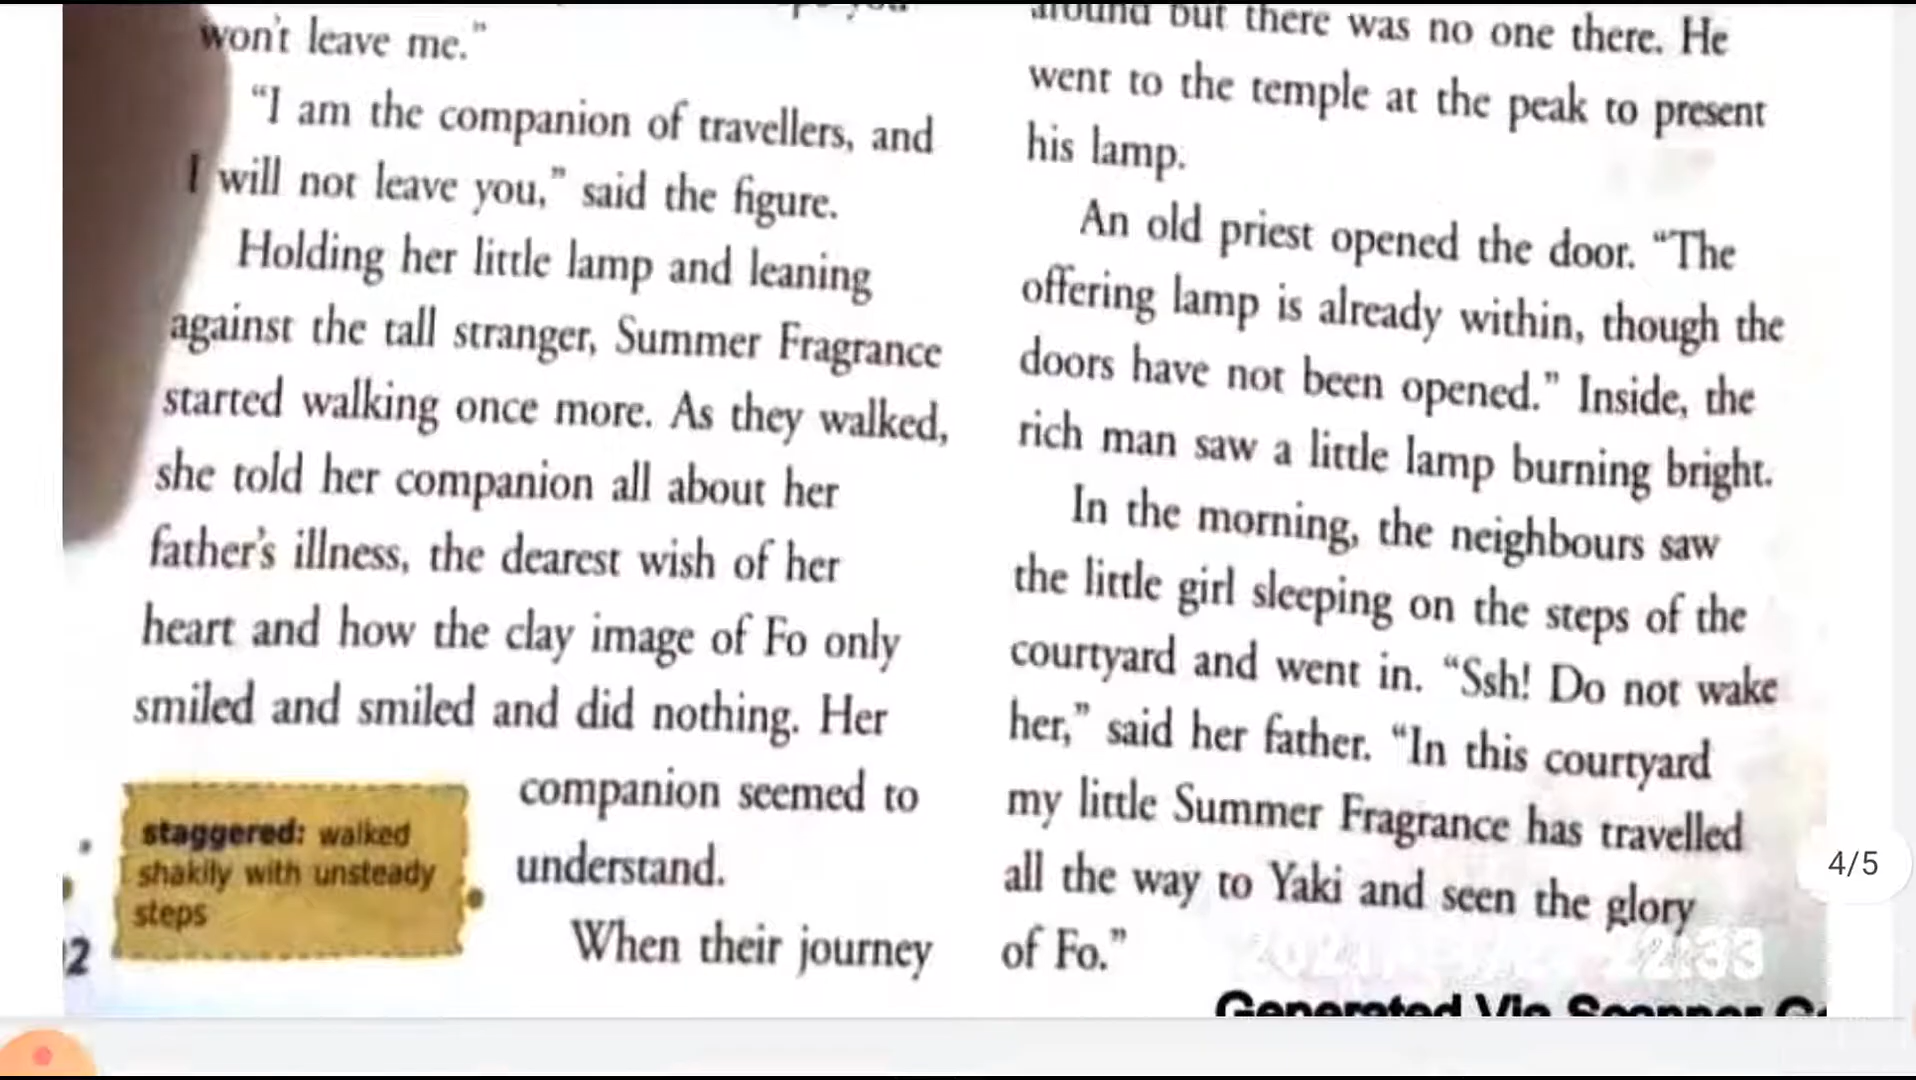 won't leave me."
"I am the companion of travellers, and
I will not leave you," said the figure.
Holding her little lamp and leaning
against the tall stranger, Summer Fragrance
started walking once more. As they walked,
she told her companion all about her
father's illness, the dearest wish of her
heart and how the clay image of Fo only
smiled and smiled and did nothing. Her
companion seemed to
understand.
When their journey
staggered: walked
shakily with unsteady
steps
2
around but there was no one there. He
went to the temple at the peak to present
his lamp.
An old priest opened the door. "The
offering lamp is already within, though the
doors have not been opened." Inside, the
rich man saw a little lamp burning bright.
In the morning, the neighbours saw
the little girl sleeping on the steps of the
courtyard and went in. "Ssh! Do not wake
her," said her father. "In this courtyard
my little Summer Fragrance has travelled
all the way to Yaki and seen the glory
of Fo."
4/5
22:33
Generated Via Scanner